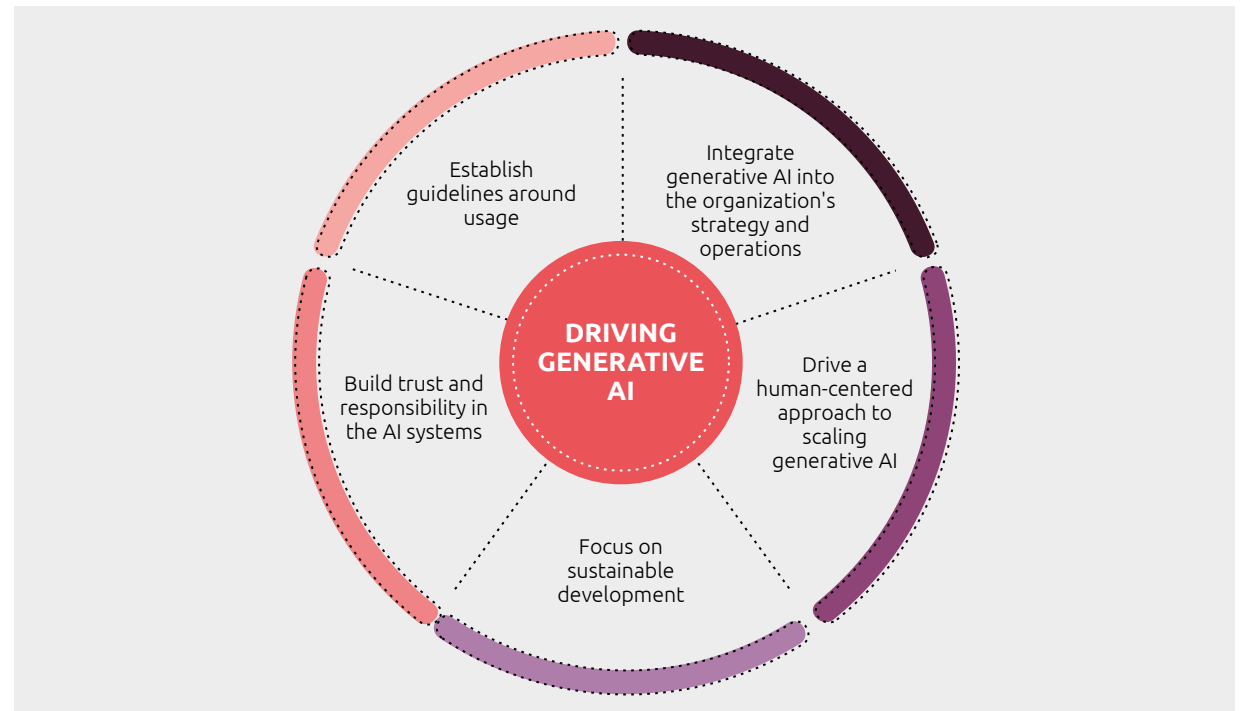 Integrate
generative AI into
the organization's
strategy and
operations
Drive a
human-centered
approach to
scaling
generative AI
Focus on
sustainable
development
Build trust and
responsibility in
the AI systems
Establish
guidelines around
usage
DRIVING
GENERATIVE
AI